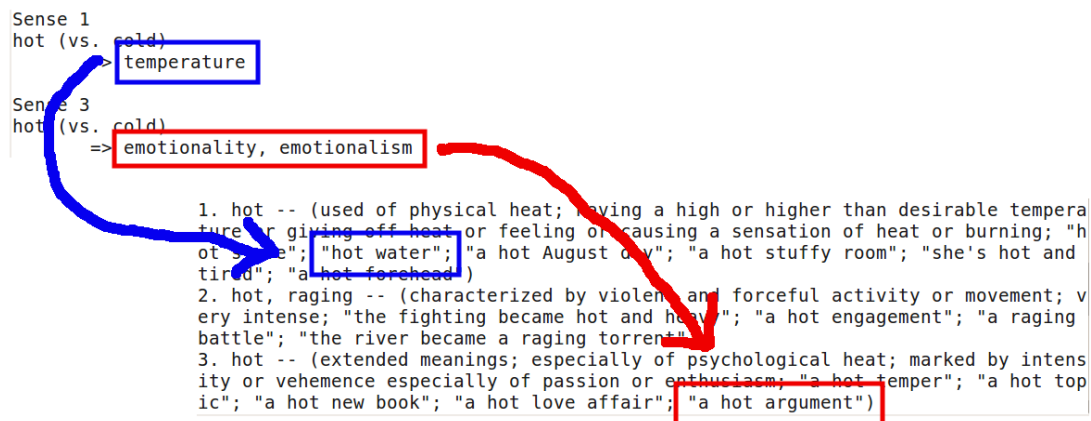 Sense 1
hot (vs. cold)
=> temperature
Sense 3
hot (vs. cold)
=> emotionality, emotionalism
1. hot -- (used of physical heat; having a high or higher than desirable tempera
ture or giving off heat or feeling or causing a sensation of heat or burning; "h
ot stove"; "hot water"; "a hot August day"; "a hot stuffy room"; "she's hot and
tired"; "a hot forehead")
2. hot, raging -- (characterized by violent and forceful activity or movement; v
ery intense; "the fighting became hot and heavy"; "a hot engagement"; "a raging
battle"; "the river became a raging torrent")
3. hot -- (extended meanings; especially of psychological heat; marked by intens
ity or vehemence especially of passion or enthusiasm; "a hot temper"; "a hot top
ic"; "a hot new book"; "a hot love affair"; "a hot argument")